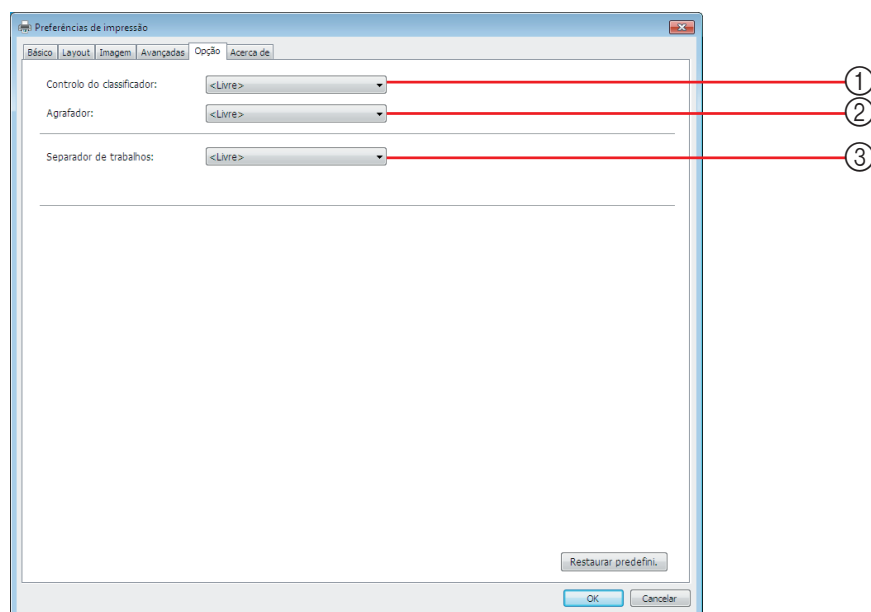 Preferências de impressão
Básico Layout Imagem Avançadas Opção Acerca de
Controlo do classificador: <Livre> ①
Agrafador: <Livre> ②
Separador de trabalhos: <Livre> ③
Restaurar predefini.
OK Cancelar